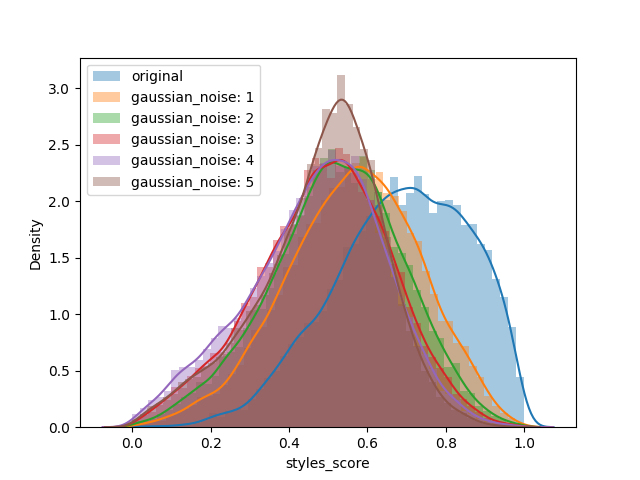 original
gaussian_noise: 1
gaussian_noise: 2
gaussian_noise: 3
gaussian_noise: 4
gaussian_noise: 5
3.0
2.5
2.0
1.5
1.0
0.5
0.0
Density
0.0 0.2 0.4 0.6 0.8 1.0
styles_score